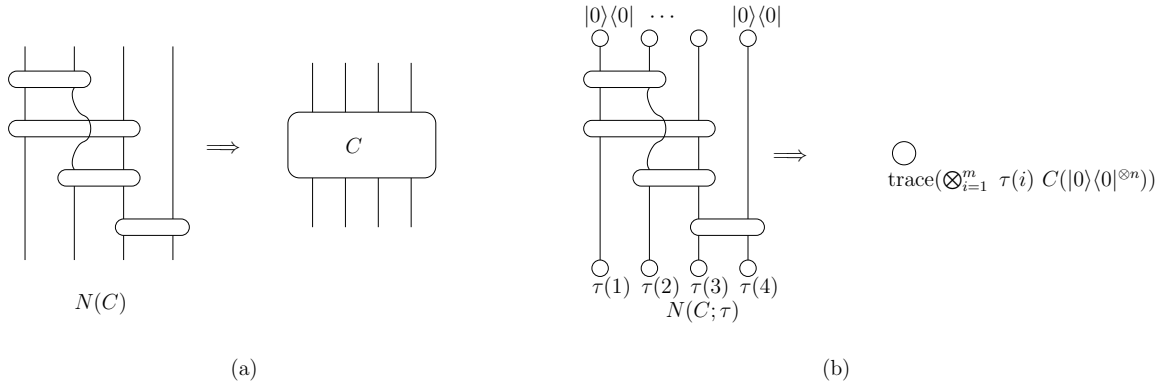 |0⟩⟨0| ⋯ |0⟩⟨0|
⟹ C ⟹
trace(⨂_{i=1}^{m} τ(i) C(|0⟩⟨0|^{⊗n}))
τ(1) τ(2) τ(3) τ(4)
N(C) N(C; τ)
(a) (b)